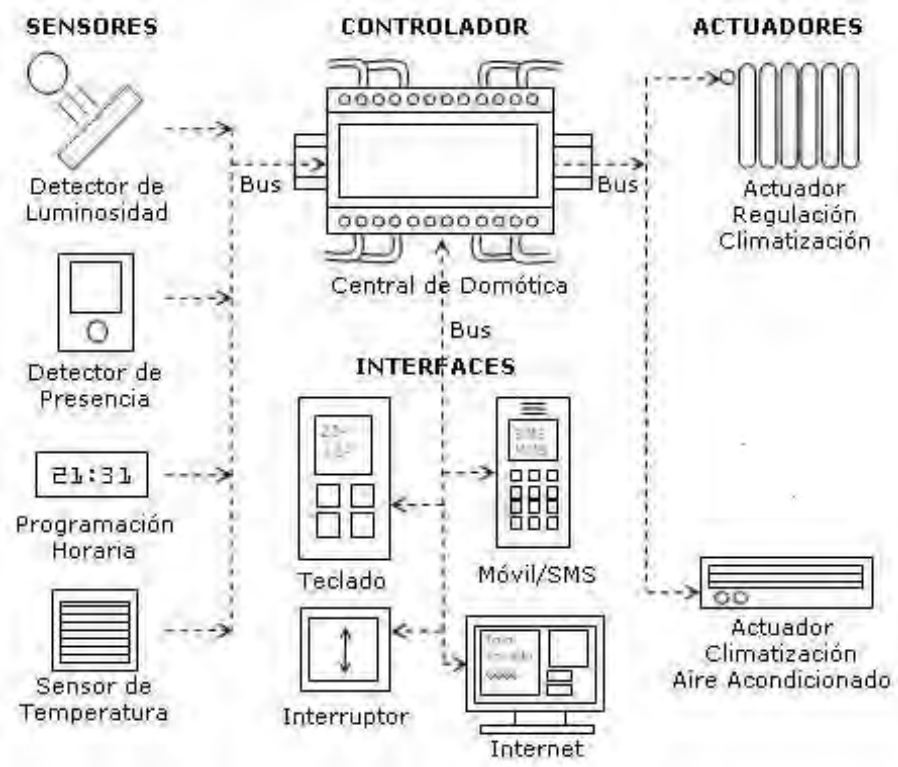 SENSORES
CONTROLADOR
ACTUADORES
Detector de
Luminosidad
Bus
Bus
Actuador
Regulación
Climatización
Central de Domótica
Bus
Detector de
Presencia
INTERFACES
21:31
Programación
Horaria
Teclado
Móvil/SMS
Sensor de
Temperatura
Interruptor
Internet
Actuador
Climatización
Aire Acondicionado